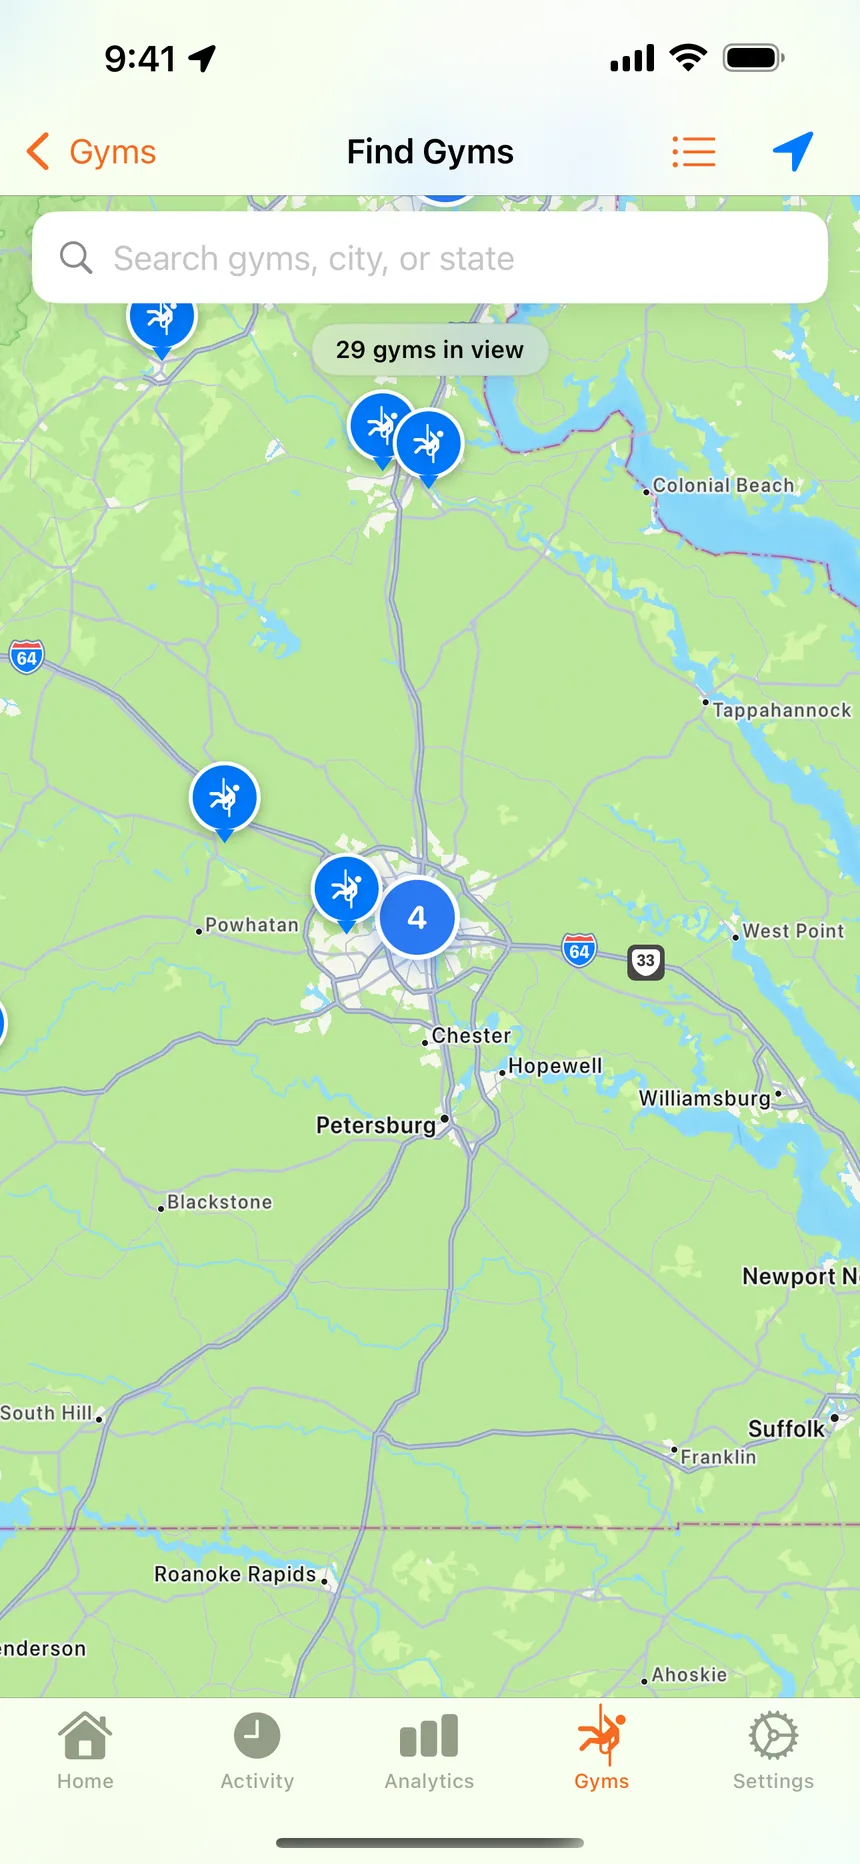 9:41
Gyms
Find Gyms
Search gyms, city, or state
29 gyms in view
Colonial Beach
64
Tappahannock
Powhatan
4
64
33
West Point
Chester
Hopewell
Williamsburg
Petersburg
Blackstone
Newport N
South Hill
Suffolk
Franklin
Roanoke Rapids
enderson
Ahoskie
Home
Activity
Analytics
Gyms
Settings